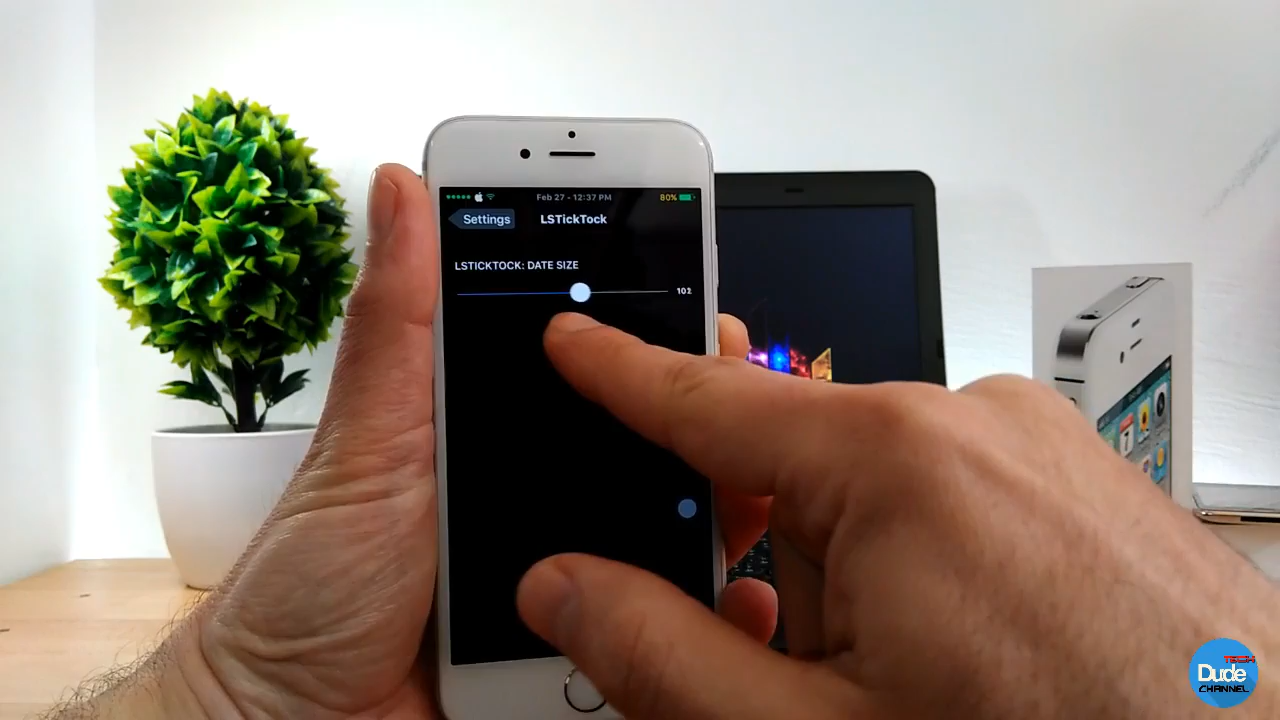 Feb 27 - 12:37 PM
80%
Settings
LSTickTock
LSTICKTOCK: DATE SIZE
102
TECH
Dude
CHANNEL